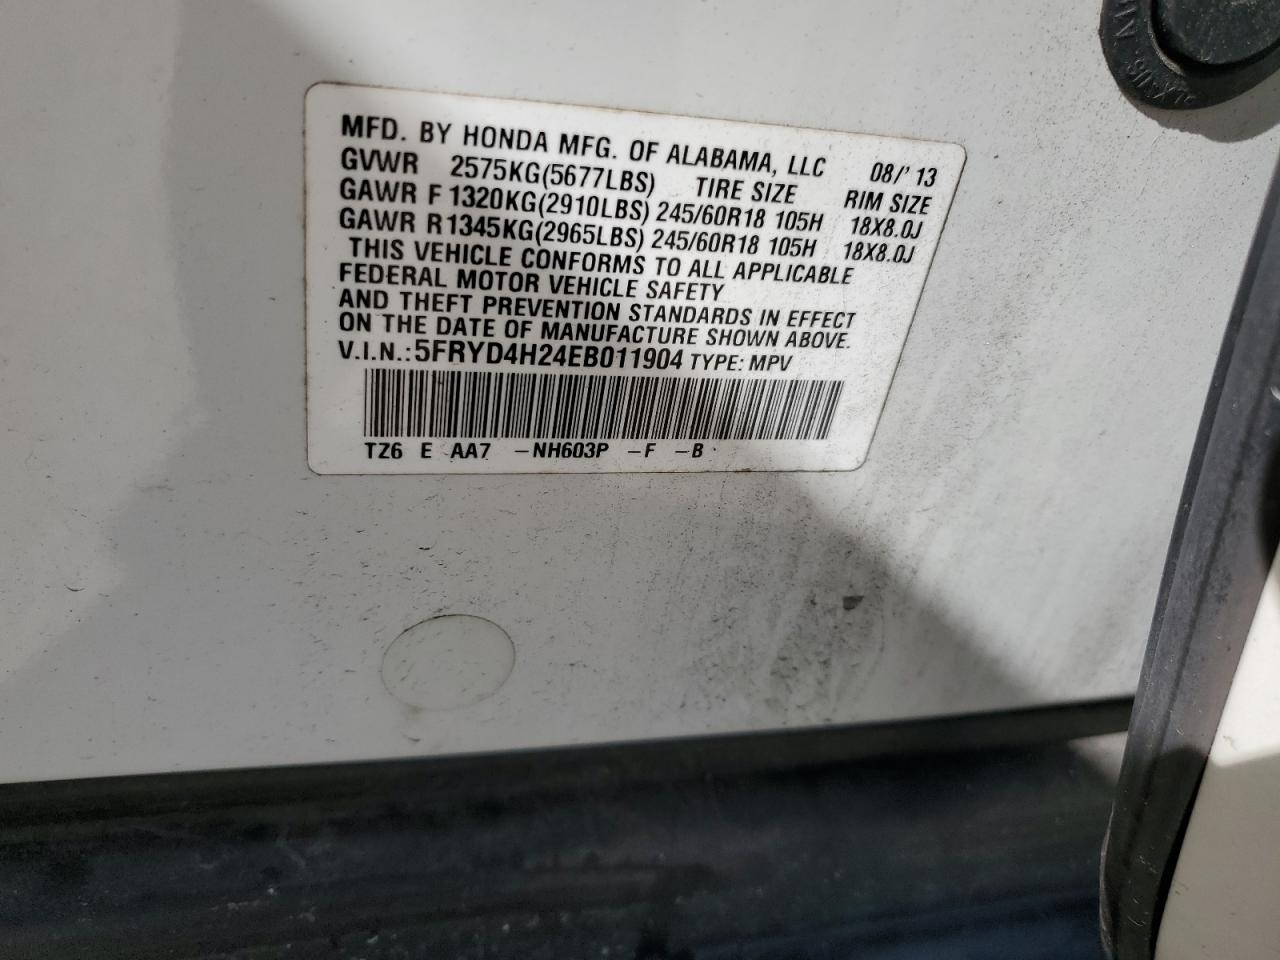 MFD. BY HONDA MFG. OF ALABAMA, LLC 08/'13
GVWR 2575KG(5677LBS) TIRE SIZE RIM SIZE
GAWR F 1320KG(2910LBS) 245/60R18 105H 18X8.0J
GAWR R 1345KG(2965LBS) 245/60R18 105H 18X8.0J
THIS VEHICLE CONFORMS TO ALL APPLICABLE
FEDERAL MOTOR VEHICLE SAFETY
AND THEFT PREVENTION STANDARDS IN EFFECT
ON THE DATE OF MANUFACTURE SHOWN ABOVE.
V.I.N.: 5FRYD4H24EB011904 TYPE: MPV
TZ6 E AA7 -NH603P -F -B